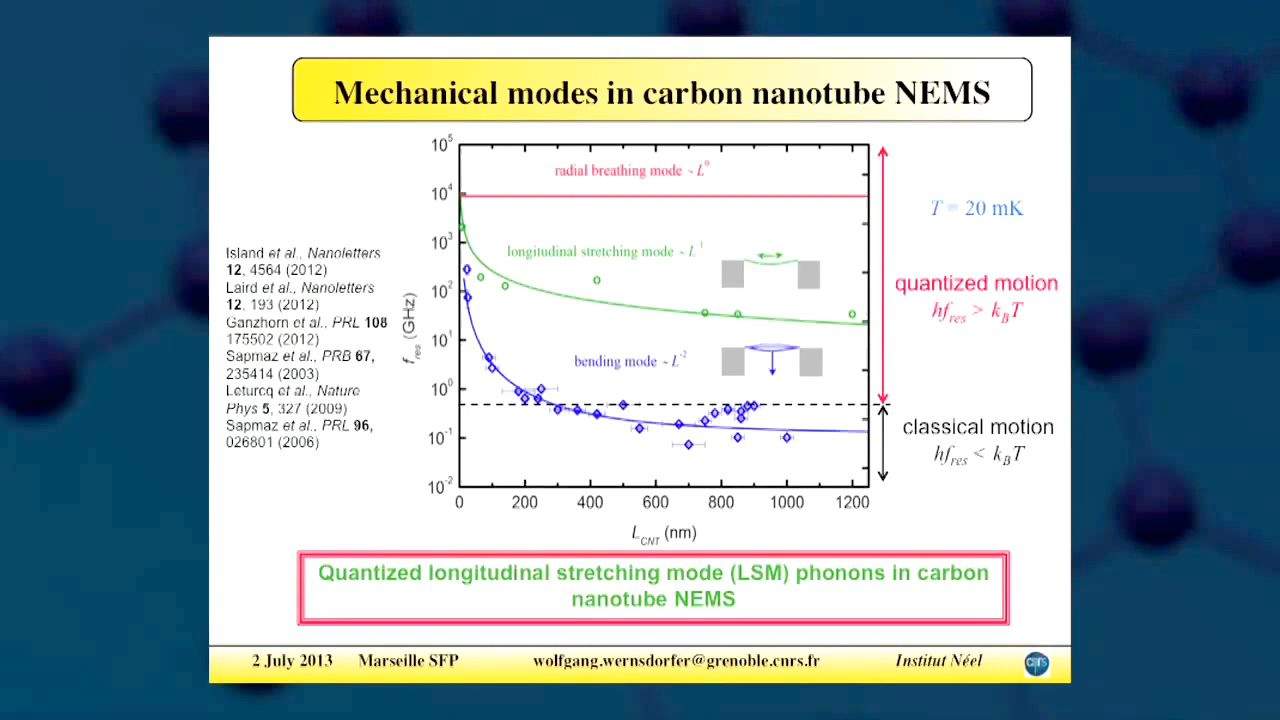 Mechanical modes in carbon nanotube NEMS
Island et al., Nanoletters
12, 4564 (2012)
Laird et al., Nanoletters
12, 193 (2012)
Ganzhorn et al., PRL 108
175502 (2012)
Sapmaz et al., PRB 67,
235414 (2003)
Leturcq et al., Nature
Phys 5, 327 (2009)
Sapmaz et al., PRL 96,
026801 (2006)
f_res (GHz)
10^5
10^4
10^3
10^2
10^1
10^0
10^-1
10^-2
radial breathing mode ~ L^0
longitudinal stretching mode ~ L^-1
bending mode ~ L^-2
0 200 400 600 800 1000 1200
L_CNT (nm)
T = 20 mK
quantized motion
hf_res > k_BT
classical motion
hf_res < k_BT
Quantized longitudinal stretching mode (LSM) phonons in carbon
nanotube NEMS
2 July 2013 Marseille SFP wolfgang.wernsdorfer@grenoble.cnrs.fr Institut Néel
cnrs